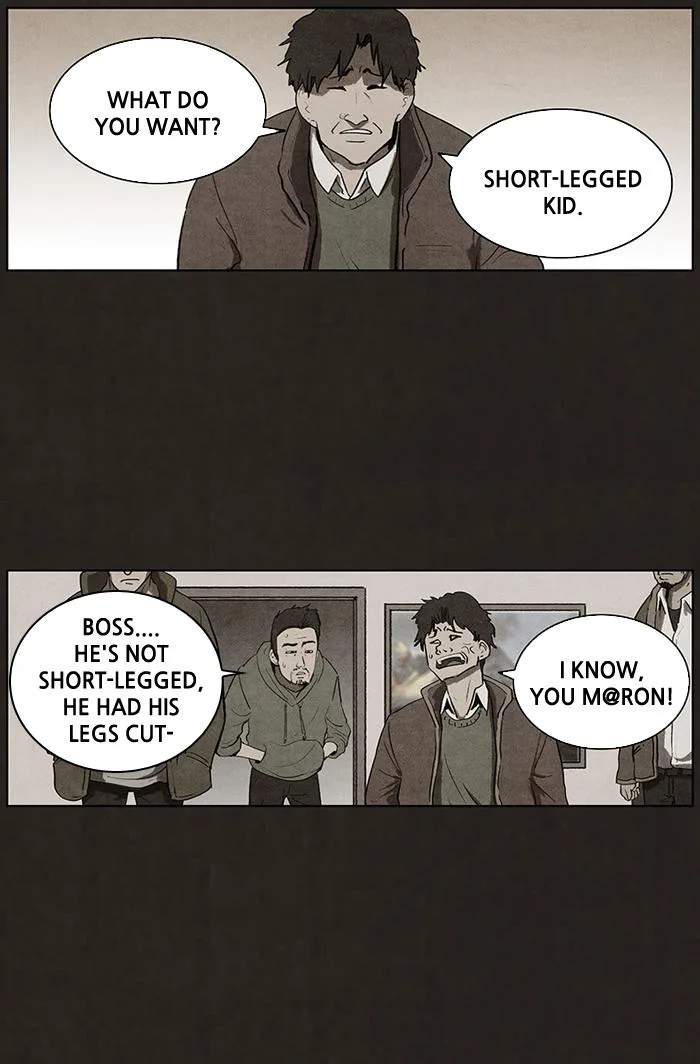 WHAT DO
YOU WANT?
SHORT-LEGGED
KID.
BOSS....
HE'S NOT
SHORT-LEGGED,
HE HAD HIS
LEGS CUT-
I KNOW,
YOU M@RON!